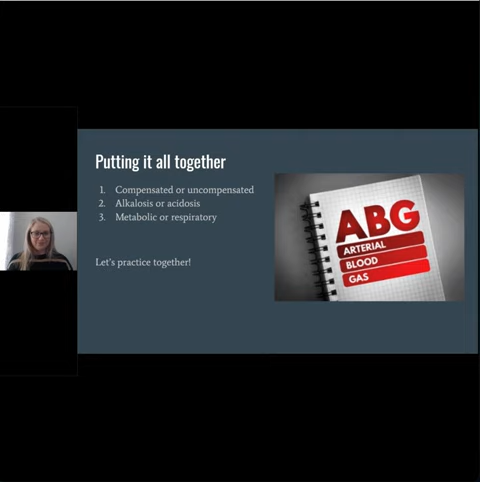 Putting it all together
1. Compensated or uncompensated
2. Alkalosis or acidosis
3. Metabolic or respiratory
Let's practice together!
ABG
ARTERIAL
BLOOD
GAS